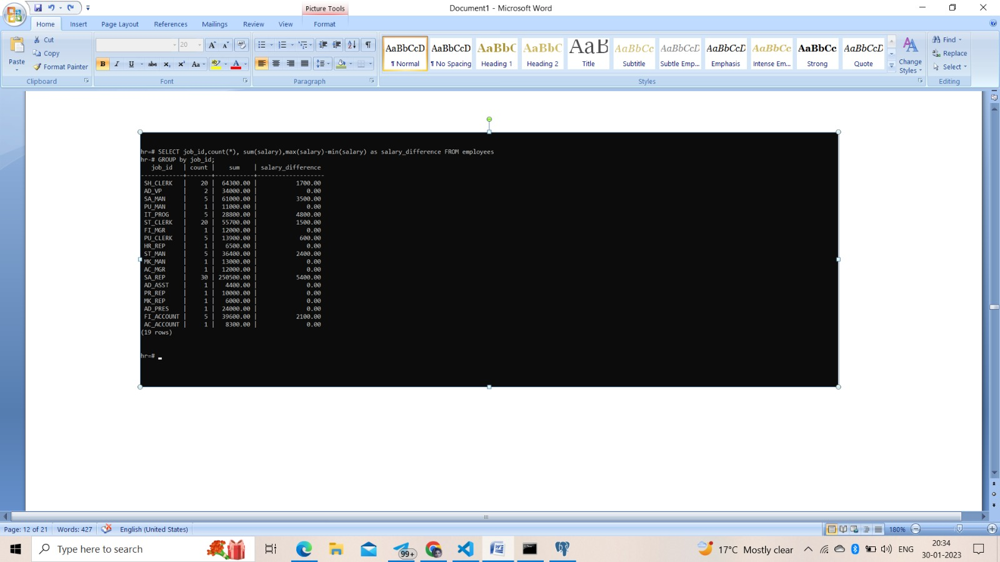 Picture Tools
Document1 - Microsoft Word
Home Insert Page Layout References Mailings Review View Format
Paste
Cut
Copy
Format Painter
Clipboard
20
B I U abe x₂ x² Aa
A
Font
Paragraph
AaBbCcD AaBbCcD AaBbC AaBbC AaB AaBbCc AaBbCcD AaBbCcD AaBbCc AaBbCc AaBbCcD
¶ Normal ¶ No Spacing Heading 1 Heading 2 Title Subtitle Subtle Emp... Emphasis Intense Em... Strong Quote
Change
Styles
Styles
Find
Replace
Select
Editing
hr=# SELECT job_id,count(*), sum(salary),max(salary)-min(salary) as salary_difference FROM employees
hr-# GROUP by job_id;
job_id | count | sum | salary_difference
------------+-------+-----------+-------------------
SH_CLERK | 20 | 64300.00 | 1700.00
AD_VP | 2 | 34000.00 | 0.00
SA_MAN | 5 | 61000.00 | 3500.00
PU_MAN | 1 | 11000.00 | 0.00
IT_PROG | 5 | 28800.00 | 4800.00
ST_CLERK | 20 | 55700.00 | 1500.00
FI_MGR | 1 | 12000.00 | 0.00
PU_CLERK | 5 | 13900.00 | 600.00
HR_REP | 1 | 6500.00 | 0.00
ST_MAN | 5 | 36400.00 | 2400.00
MK_MAN | 1 | 13000.00 | 0.00
AC_MGR | 1 | 12000.00 | 0.00
SA_REP | 30 | 250500.00 | 5400.00
AD_ASST | 1 | 4400.00 | 0.00
PR_REP | 1 | 10000.00 | 0.00
MK_REP | 1 | 6000.00 | 0.00
AD_PRES | 1 | 24000.00 | 0.00
FI_ACCOUNT | 5 | 39600.00 | 2100.00
AC_ACCOUNT | 1 | 8300.00 | 0.00
(19 rows)
hr=# _
Page: 12 of 21 Words: 427 English (United States) 180%
Type here to search
99+
17°C Mostly clear
ENG
20:34
30-01-2023